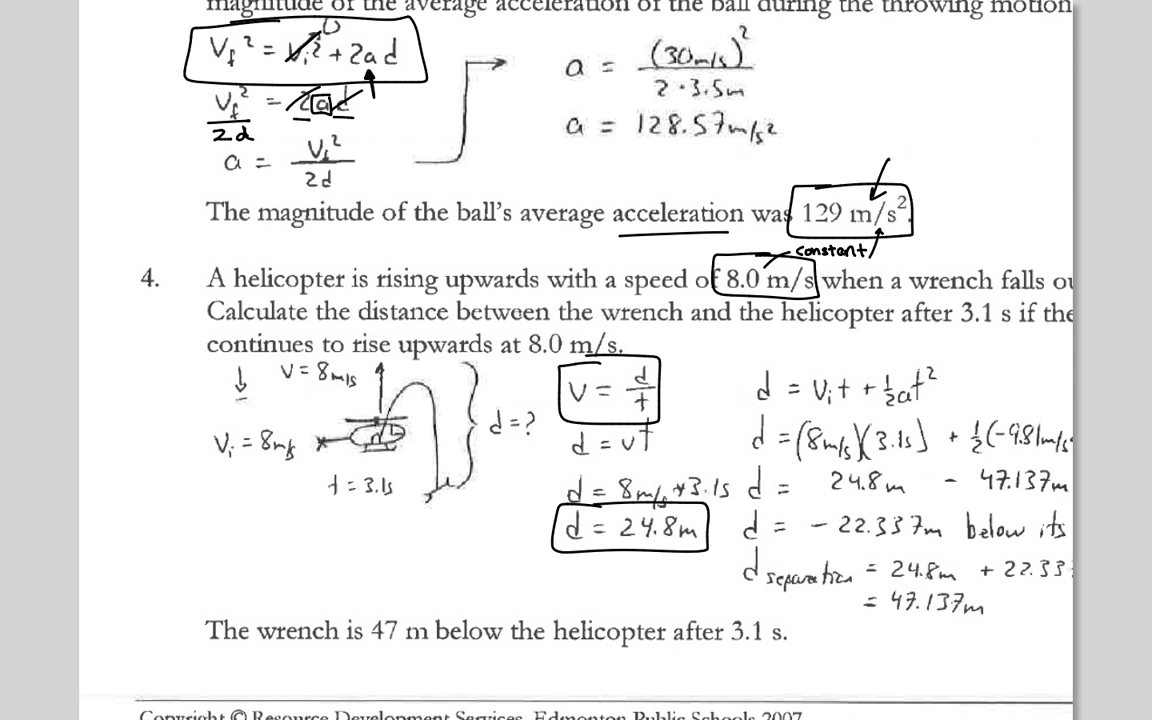 magnitude of the average acceleration of the ball during the throwing motion
Vf² = Vi² + 2ad
0
Vf² / 2d = 2ad
a = Vi² / 2d
a = (30m/s)² / 2·3.5m
a = 128.57m/s²
The magnitude of the ball's average acceleration was 129 m/s².
constant
4. A helicopter is rising upwards with a speed of 8.0 m/s when a wrench falls
Calculate the distance between the wrench and the helicopter after 3.1 s if the
continues to rise upwards at 8.0 m/s.
V = 8m/s
Vi = 8m/s
t = 3.1s
d = ?
V = d/t
d = vt
d = 8m/s * 3.1s
d = 24.8m
d = Vit + ½at²
d = (8m/s)(3.1s) + ½(-9.81m/s
d = 24.8m - 47.137m
d = - 22.337m below its
d separation = 24.8m + 22.33
= 47.137m
The wrench is 47 m below the helicopter after 3.1 s.
Copyright © Resource Development Services, Edmonton Public Schools 2007